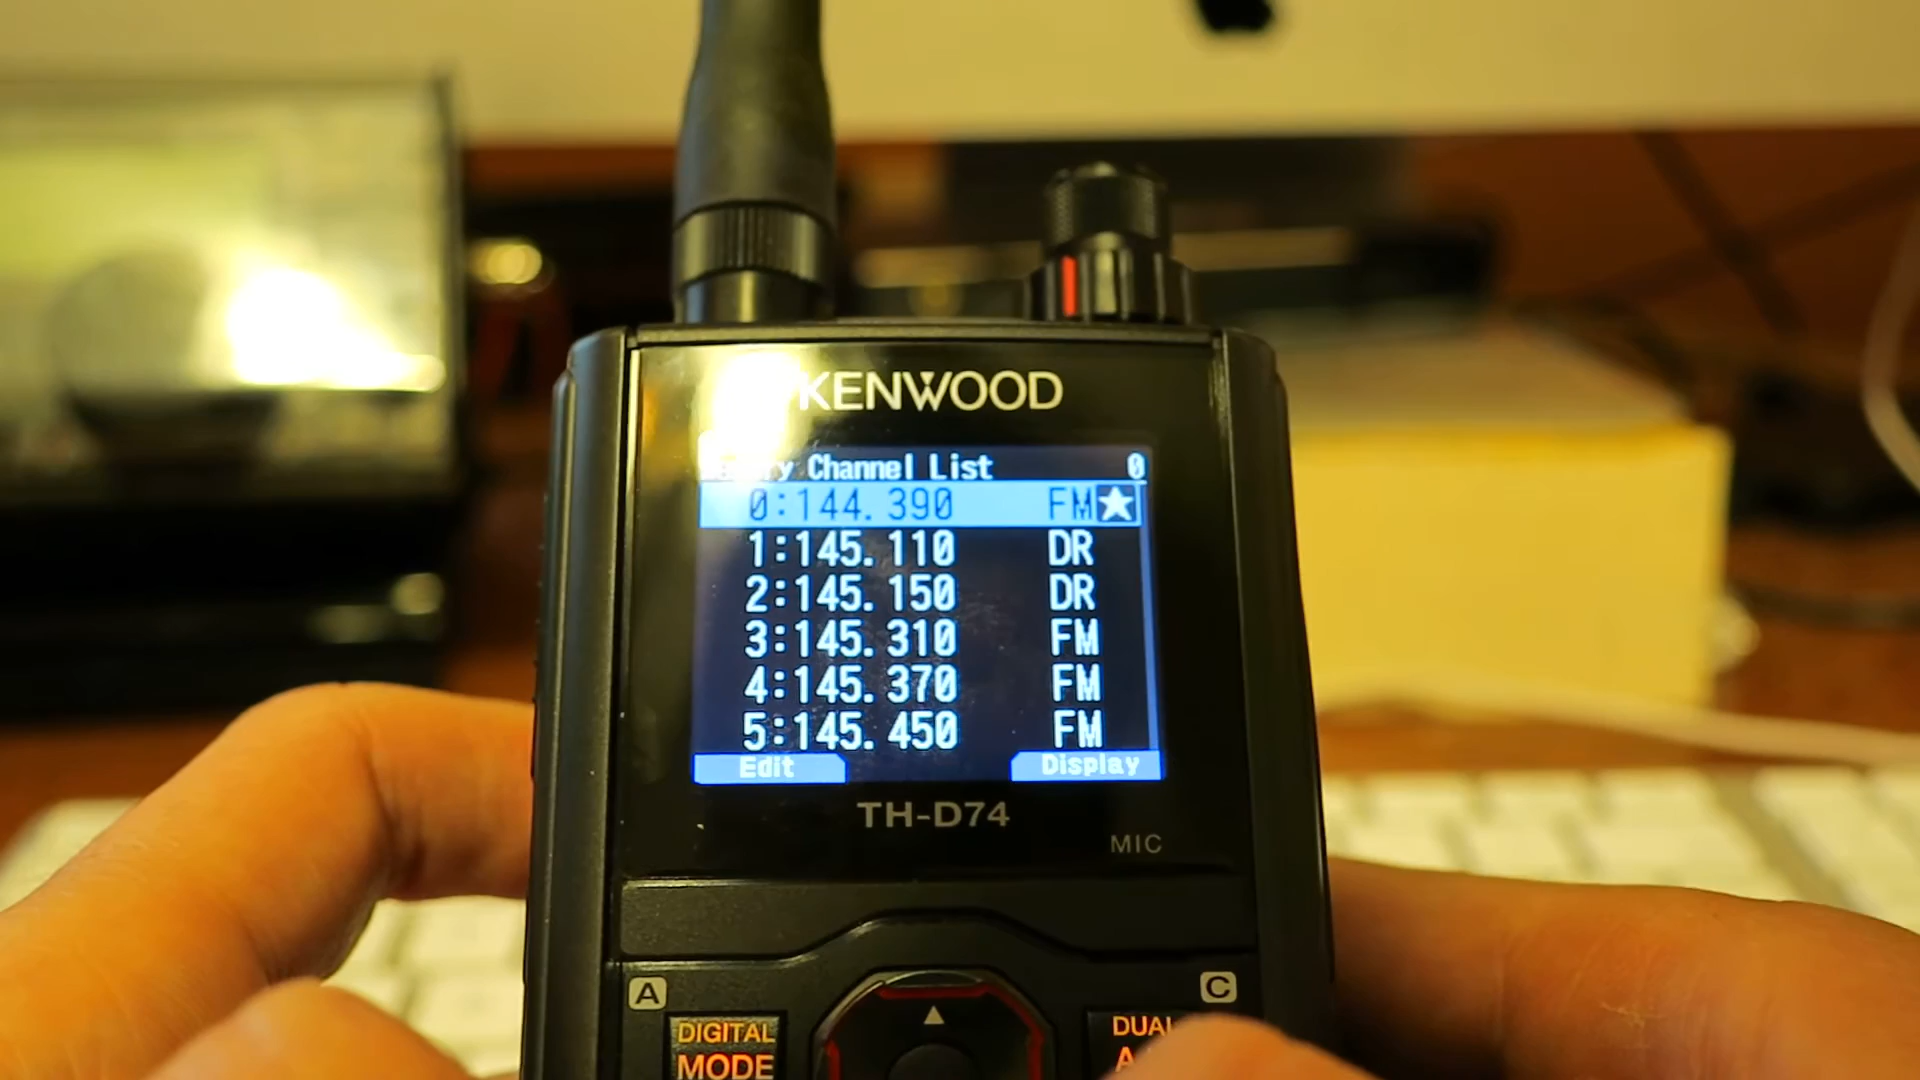 KENWOOD
Channel List 0
0:144.390 FM★
1:145.110 DR
2:145.150 DR
3:145.310 FM
4:145.370 FM
5:145.450 FM
Edit Display
TH-D74
MIC
A C
DIGITAL DUAL
MODE